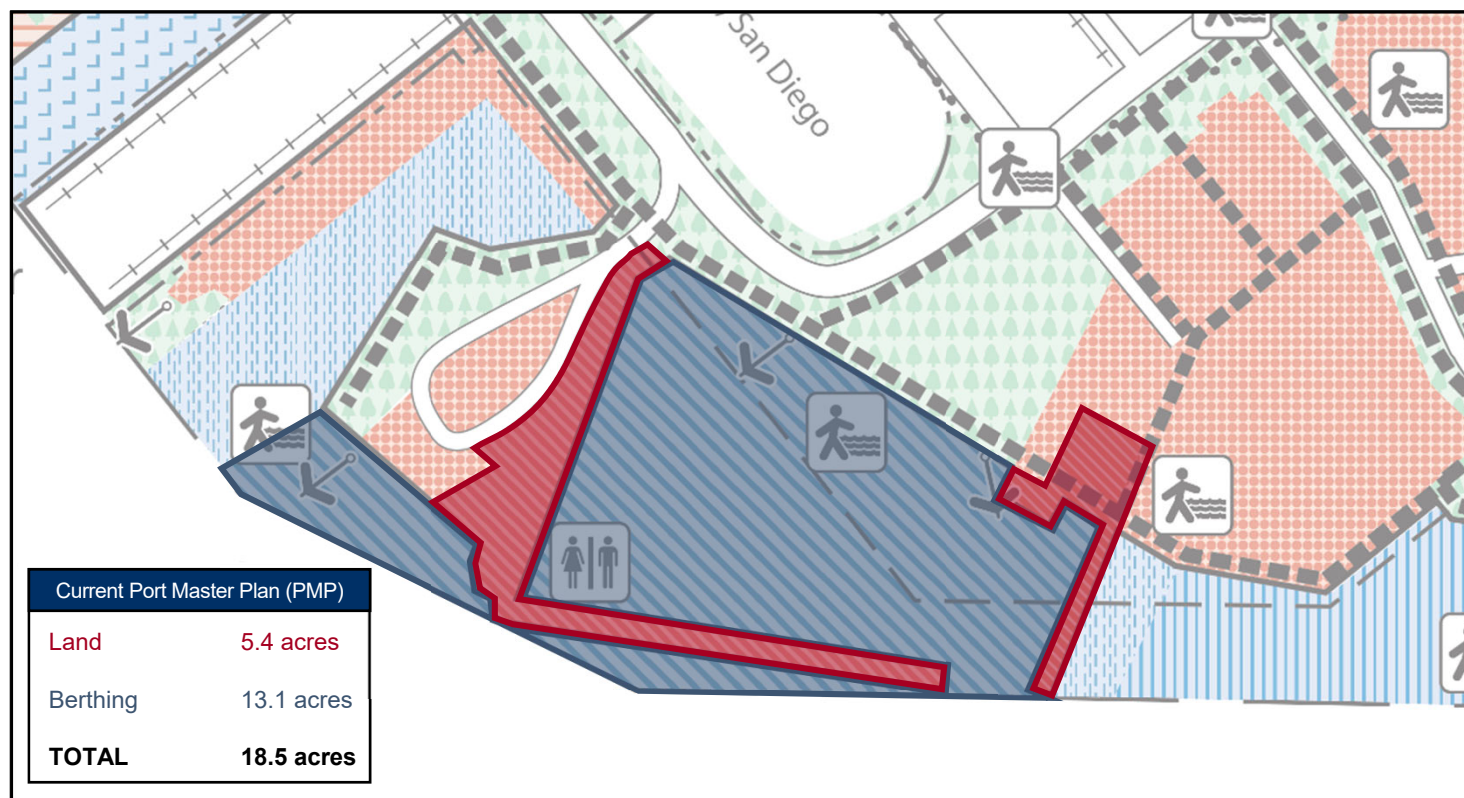 San Diego
Current Port Master Plan (PMP)
Land 5.4 acres
Berthing 13.1 acres
TOTAL 18.5 acres